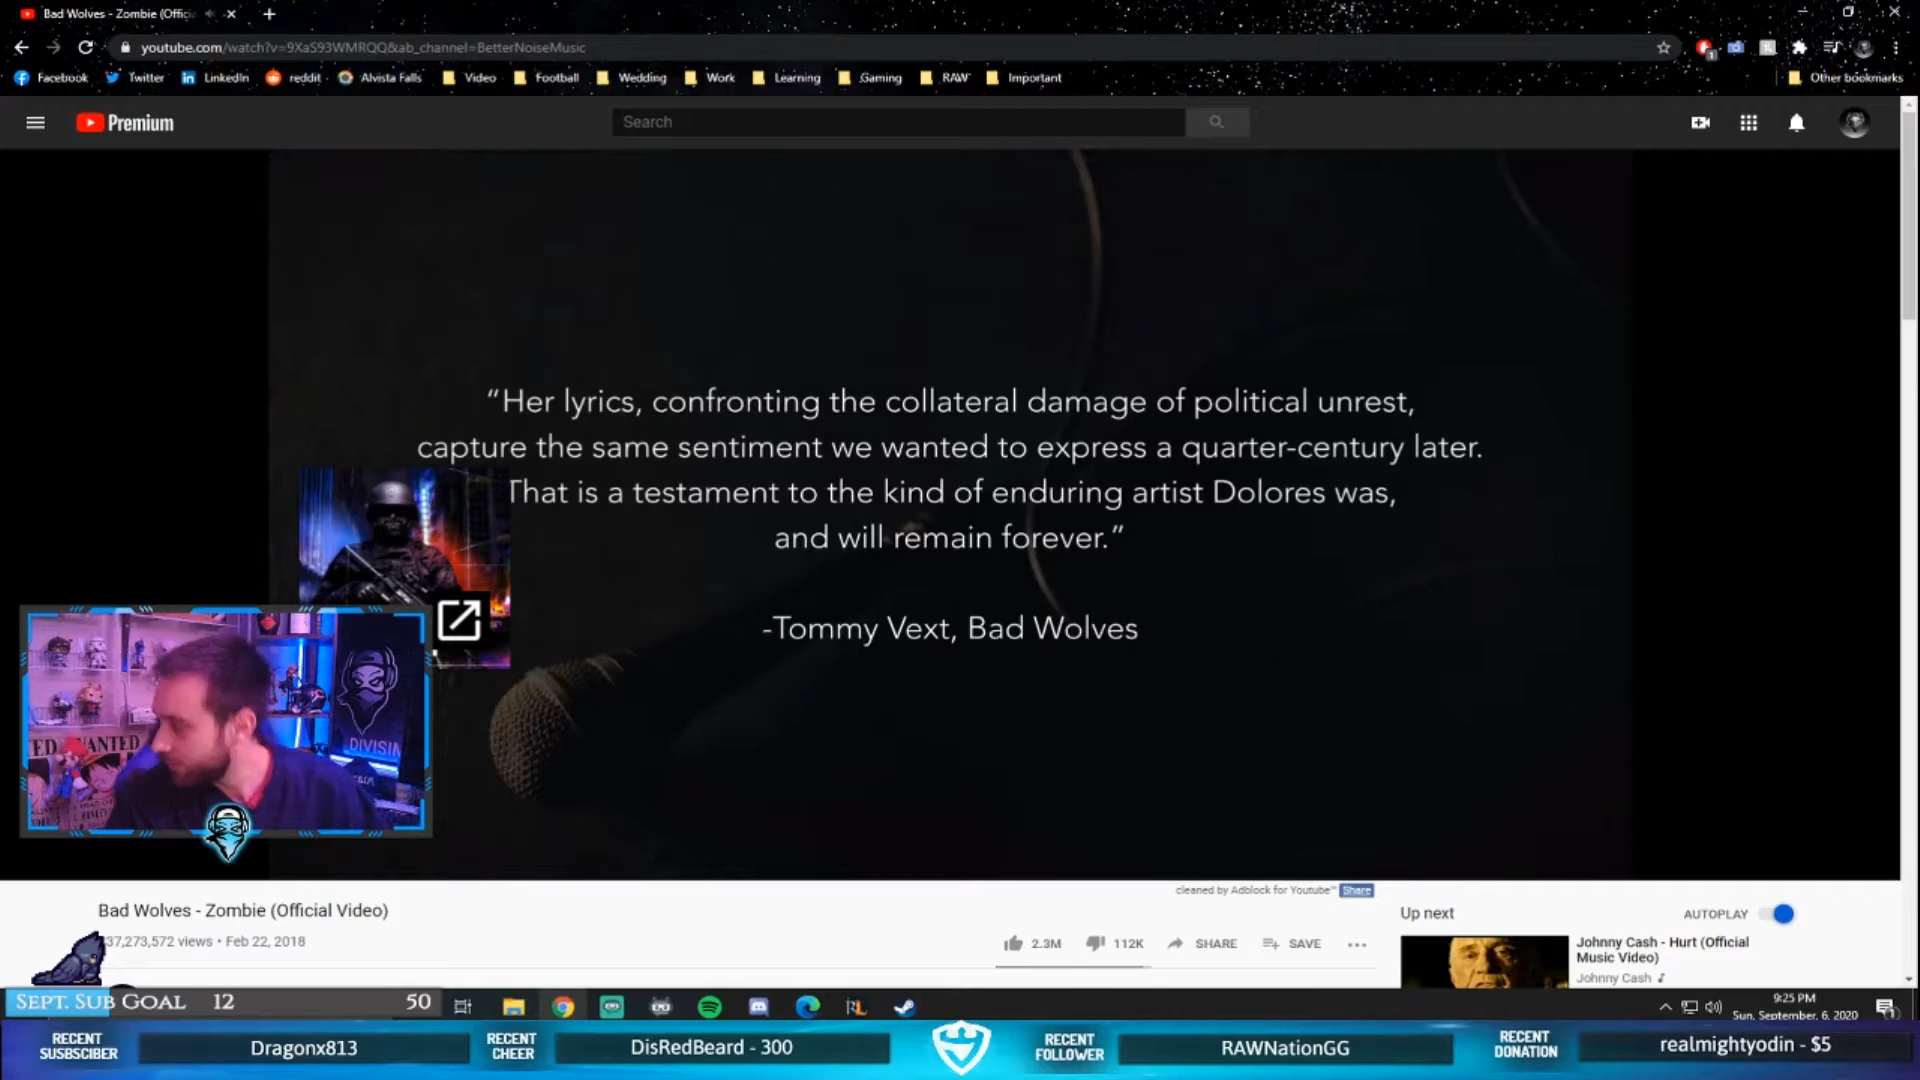 Bad Wolves - Zombie (Offici
youtube.com/watch?v=9XaS93WMRQQ&ab_channel=BetterNoiseMusic
Facebook Twitter LinkedIn reddit Alvista Falls Video Football Wedding Work Learning Gaming RAW Important Other bookmarks
Premium
Search
“Her lyrics, confronting the collateral damage of political unrest,
capture the same sentiment we wanted to express a quarter-century later.
That is a testament to the kind of enduring artist Dolores was,
and will remain forever.”
-Tommy Vext, Bad Wolves
ED WANTED
DIVISIN
cleaned by Adblock for Youtube™ Share
Bad Wolves - Zombie (Official Video)
37,273,572 views • Feb 22, 2018
2.3M 112K SHARE SAVE
Up next AUTOPLAY
Johnny Cash - Hurt (Official
Music Video)
Johnny Cash
SEPT. SUB GOAL 12 50
9:25 PM
Sun, September 6, 2020
RECENT
SUSBSCIBER
Dragonx813
RECENT
CHEER
DisRedBeard - 300
RECENT
FOLLOWER
RAWNationGG
RECENT
DONATION
realmightyodin - $5